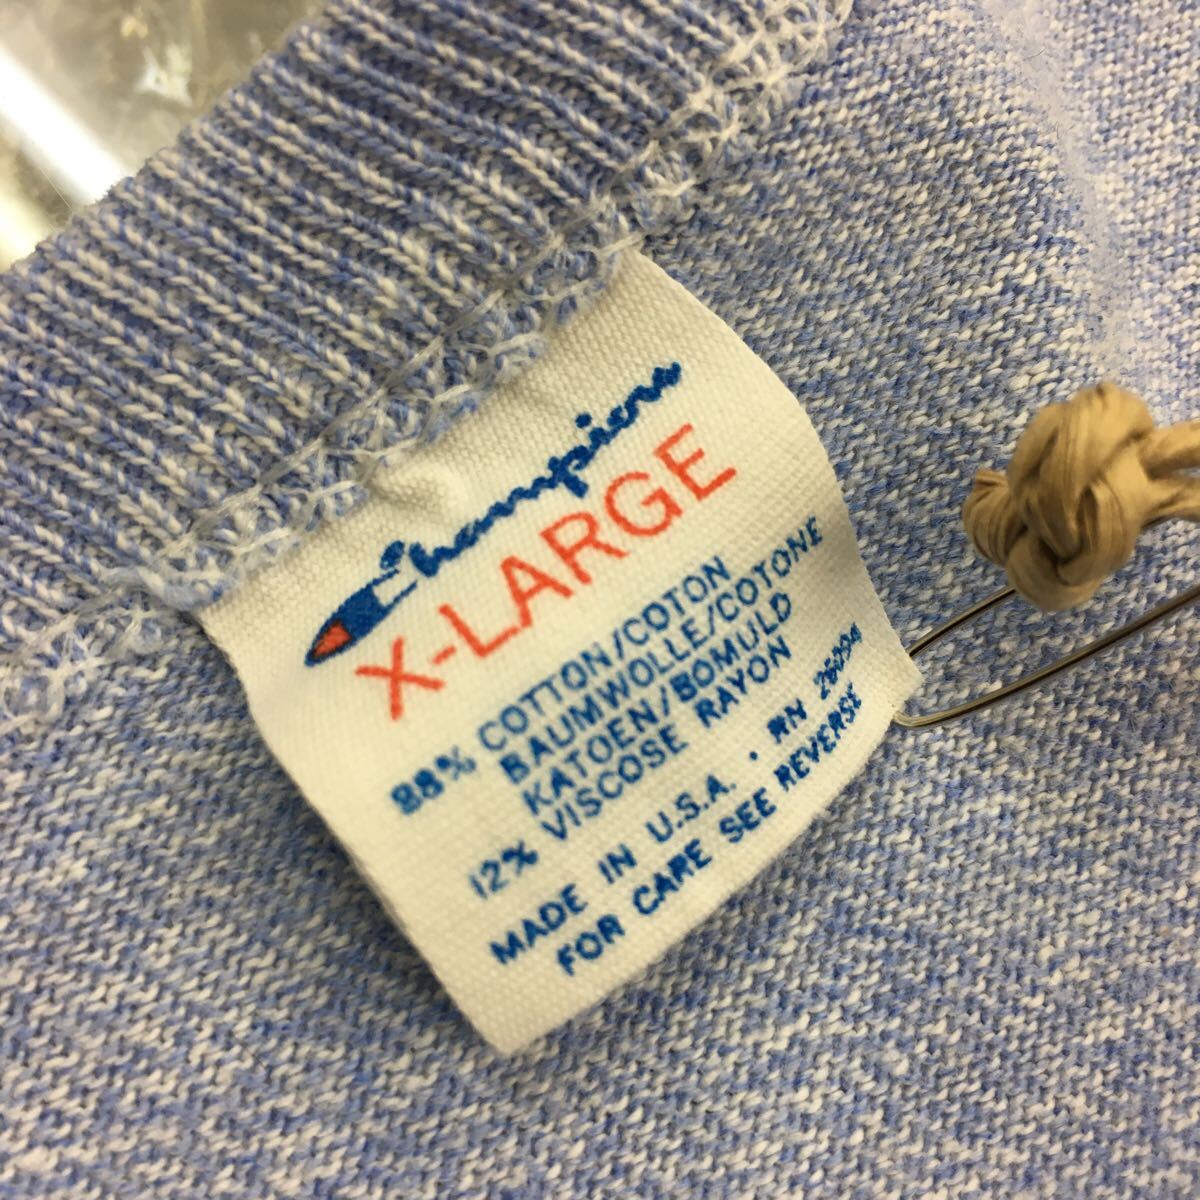 Champion
X-LARGE
88% COTTON/COTON
BAUMWOLLE/COTONE
KATOEN/BOMULD
12% VISCOSE RAYON
MADE IN U.S.A. · RN 26094
FOR CARE SEE REVERSE